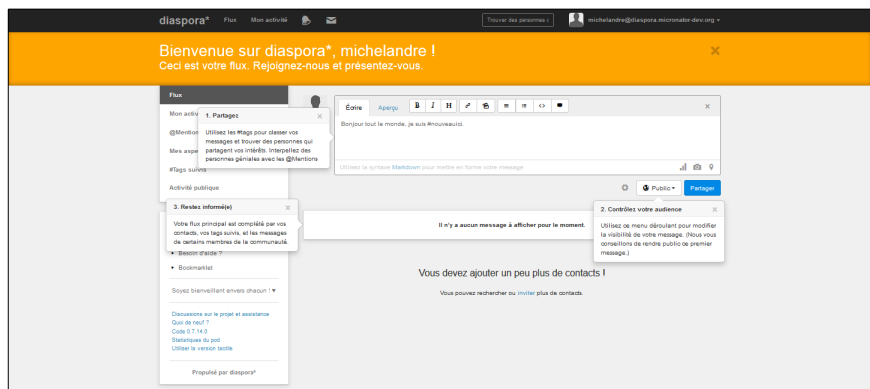 diaspora* Flux Mon activité
Trouver des personnes
michelandre@diaspora.micronator-dev.org
Bienvenue sur diaspora*, michelandre !
Ceci est votre flux. Rejoignez-nous et présentez-vous.
Flux
Mon activ
@Mention
Mes aspe
#Tags suivis
Activité publique
1. Partagez
Utilisez les #tags pour classer vos
messages et trouver des personnes qui
partagent vos intérêts. Interpellez des
personnes géniales avec les @Mentions
Écrire Aperçu B I H
Bonjour tout le monde, je suis #nouveauici.
Utilisez la syntaxe Markdown pour mettre en forme votre message
Public Partager
2. Contrôlez votre audience
Utilisez ce menu déroulant pour modifier
la visibilité de votre message. (Nous vous
conseillons de rendre public ce premier
message.)
3. Restez informé(e)
Votre flux principal est complété par vos
contacts, vos tags suivis, et les messages
de certains membres de la communauté.
Il n'y a aucun message à afficher pour le moment.
Vous devez ajouter un peu plus de contacts !
Vous pouvez rechercher ou inviter plus de contacts.
Besoin d'aide ?
Bookmarklet
Soyez bienveillant envers chacun !
Discussions sur le projet et assistance
Quoi de neuf ?
Code 0.7.14.0
Statistiques du pod
Utiliser la version tactile
Propulsé par diaspora*